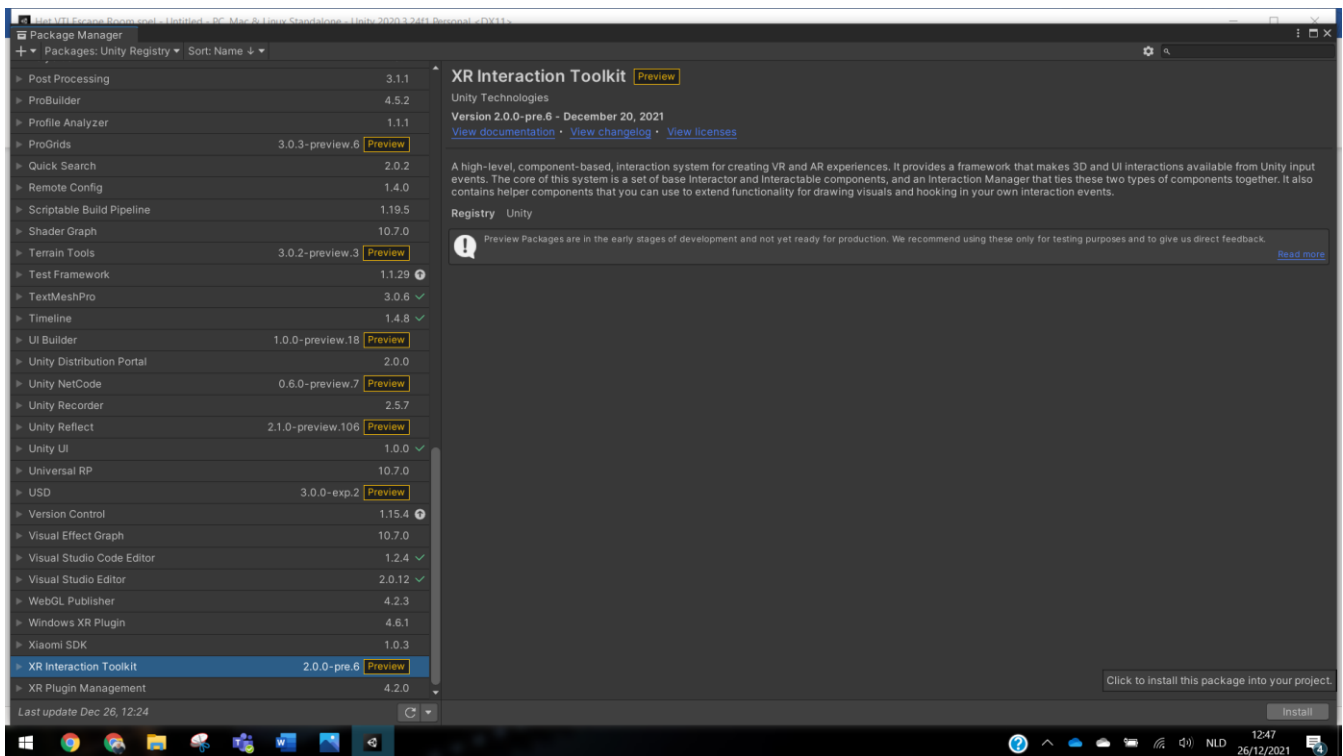 Het VTI Escape Room spel - Untitled - PC, Mac & Linux Standalone - Unity 2020.3.24f1 Personal <DX11>
Package Manager
Packages: Unity Registry Sort: Name ↓
Post Processing 3.1.1
ProBuilder 4.5.2
Profile Analyzer 1.1.1
ProGrids 3.0.3-preview.6 Preview
Quick Search 2.0.2
Remote Config 1.4.0
Scriptable Build Pipeline 1.19.5
Shader Graph 10.7.0
Terrain Tools 3.0.2-preview.3 Preview
Test Framework 1.1.29
TextMeshPro 3.0.6
Timeline 1.4.8
UI Builder 1.0.0-preview.18 Preview
Unity Distribution Portal 2.0.0
Unity NetCode 0.6.0-preview.7 Preview
Unity Recorder 2.5.7
Unity Reflect 2.1.0-preview.106 Preview
Unity UI 1.0.0
Universal RP 10.7.0
USD 3.0.0-exp.2 Preview
Version Control 1.15.4
Visual Effect Graph 10.7.0
Visual Studio Code Editor 1.2.4
Visual Studio Editor 2.0.12
WebGL Publisher 4.2.3
Windows XR Plugin 4.6.1
Xiaomi SDK 1.0.3
XR Interaction Toolkit 2.0.0-pre.6 Preview
XR Plugin Management 4.2.0
Last update Dec 26, 12:24
XR Interaction Toolkit Preview
Unity Technologies
Version 2.0.0-pre.6 - December 20, 2021
View documentation • View changelog • View licenses
A high-level, component-based, interaction system for creating VR and AR experiences. It provides a framework that makes 3D and UI interactions available from Unity input
events. The core of this system is a set of base Interactor and Interactable components, and an Interaction Manager that ties these two types of components together. It also
contains helper components that you can use to extend functionality for drawing visuals and hooking in your own interaction events.
Registry Unity
Preview Packages are in the early stages of development and not yet ready for production. We recommend using these only for testing purposes and to give us direct feedback.
Read more
Click to install this package into your project.
Install
NLD
12:47
26/12/2021
4